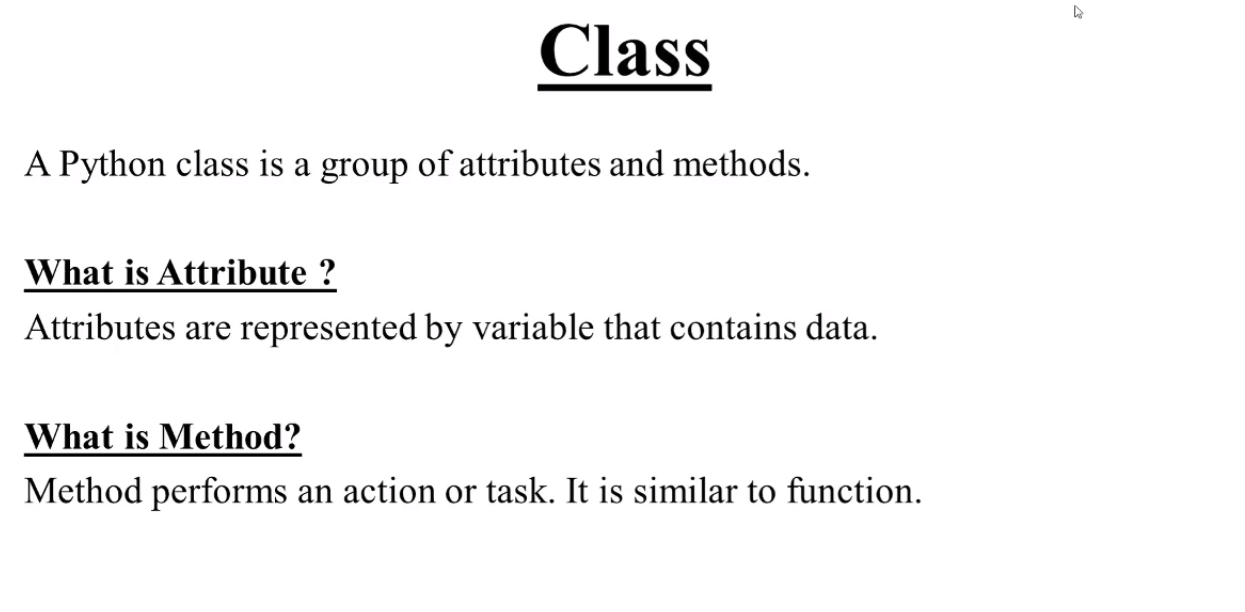 Class
A Python class is a group of attributes and methods.
What is Attribute ?
Attributes are represented by variable that contains data.
What is Method?
Method performs an action or task. It is similar to function.